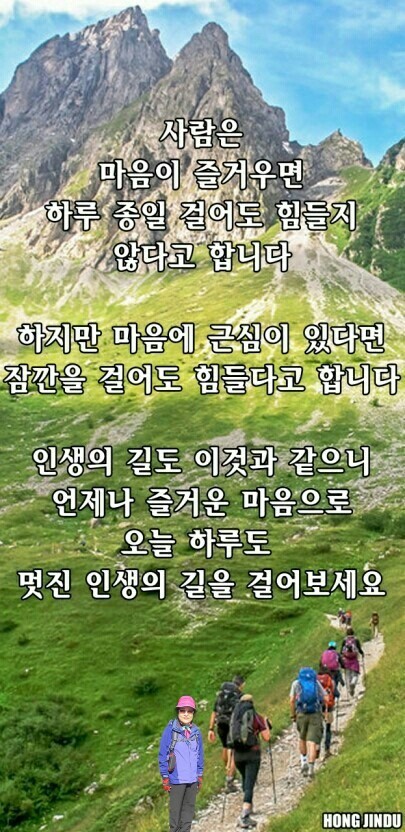 사람은
마음이 즐거우면
하루 종일 걸어도 힘들지
않다고 합니다
하지만 마음에 근심이 있다면
잠깐을 걸어도 힘들다고 합니다
인생의 길도 이것과 같으니
언제나 즐거운 마음으로
오늘 하루도
멋진 인생의 길을 걸어보세요
HONG JINDU